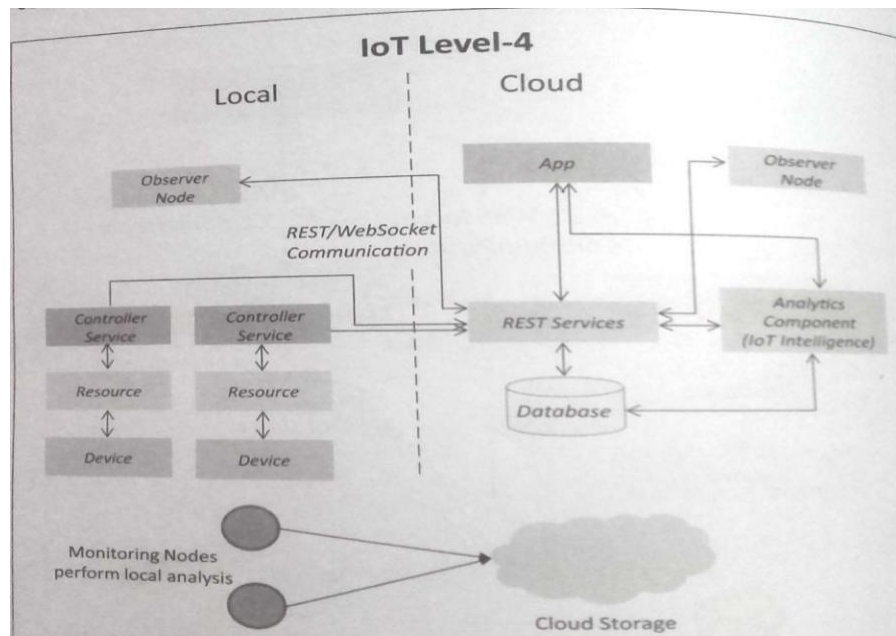 IoT Level-4
Local
Cloud
Observer
Node
App
Observer
Node
REST/WebSocket
Communication
Controller
Service
Controller
Service
REST Services
Analytics
Component
(IoT Intelligence)
Resource
Resource
Database
Device
Device
Monitoring Nodes
perform local analysis
Cloud Storage